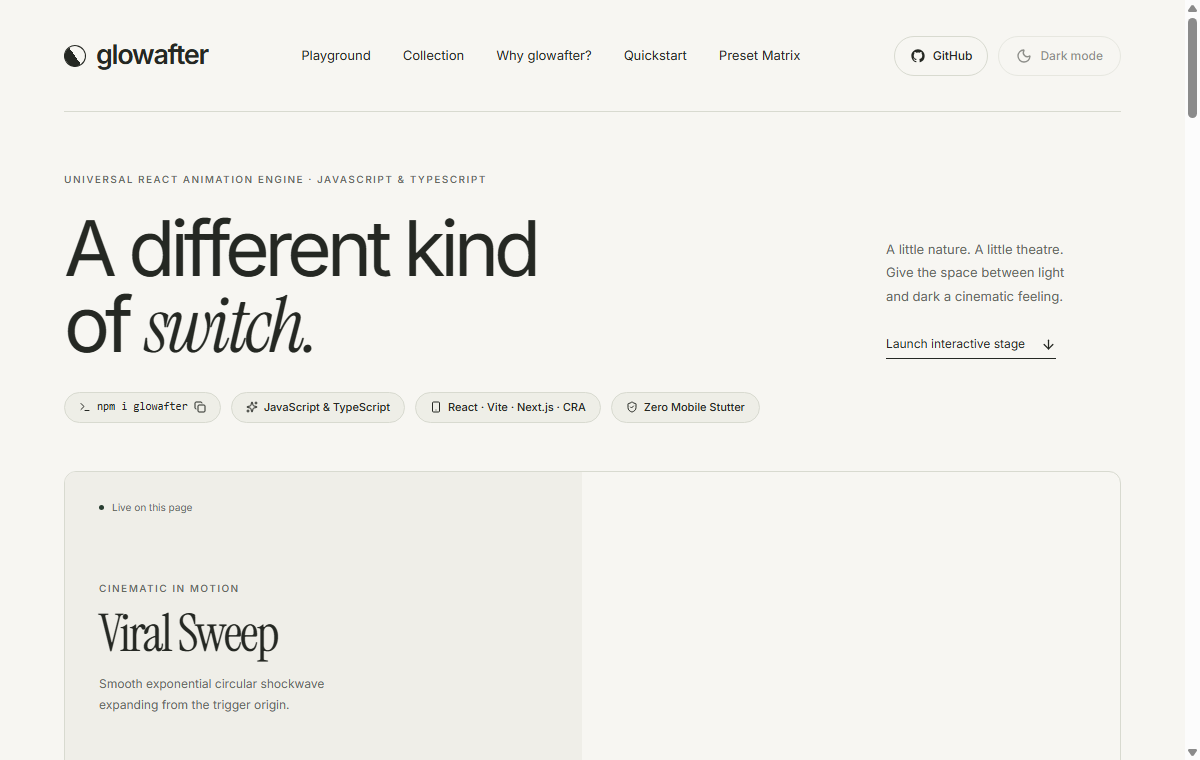 glowafter
Playground
Collection
Why glowafter?
Quickstart
Preset Matrix
GitHub
Dark mode
UNIVERSAL REACT ANIMATION ENGINE · JAVASCRIPT & TYPESCRIPT
A different kind
of switch.
A little nature. A little theatre.
Give the space between light
and dark a cinematic feeling.
Launch interactive stage
npm i glowafter
JavaScript & TypeScript
React · Vite · Next.js · CRA
Zero Mobile Stutter
Live on this page
CINEMATIC IN MOTION
Viral Sweep
Smooth exponential circular shockwave
expanding from the trigger origin.